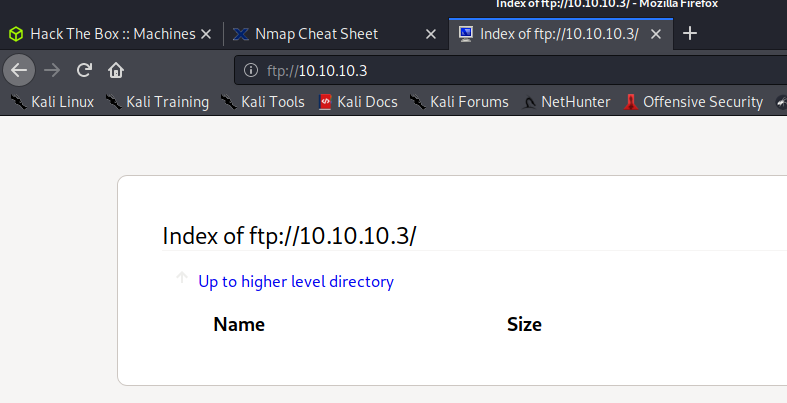 Index of ftp://10.10.10.3/ - Mozilla Firefox
Hack The Box :: Machines
Nmap Cheat Sheet
Index of ftp://10.10.10.3/
ftp://10.10.10.3
Kali Linux Kali Training Kali Tools Kali Docs Kali Forums NetHunter Offensive Security
Index of ftp://10.10.10.3/
Up to higher level directory
Name Size